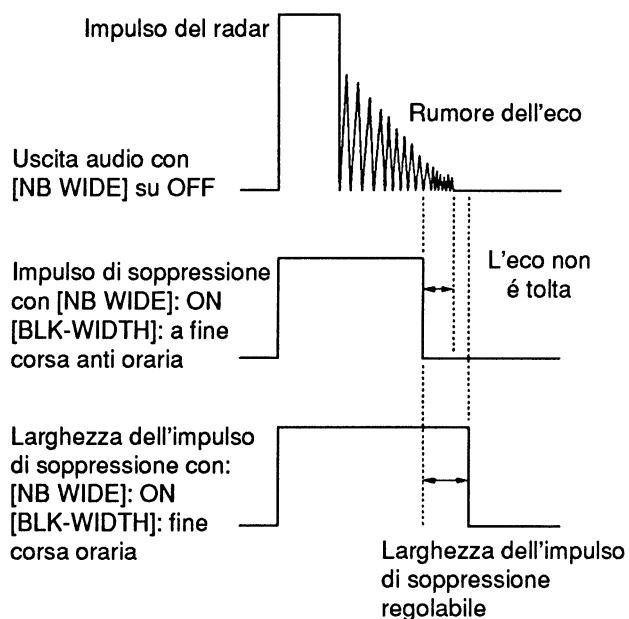 Impulso del radar
Rumore dell'eco
Uscita audio con
[NB WIDE] su OFF
L'eco non
é tolta
Impulso di soppressione
con [NB WIDE]: ON
[BLK-WIDTH]: a fine
corsa anti oraria
Larghezza dell'impulso
di soppressione con:
[NB WIDE]: ON
[BLK-WIDTH]: fine
corsa oraria
Larghezza dell'impulso
di soppressione
regolabile